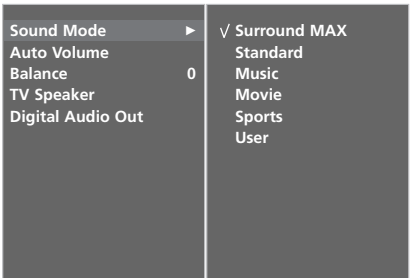 Sound Mode ►
Auto Volume
Balance 0
TV Speaker
Digital Audio Out
√ Surround MAX
Standard
Music
Movie
Sports
User